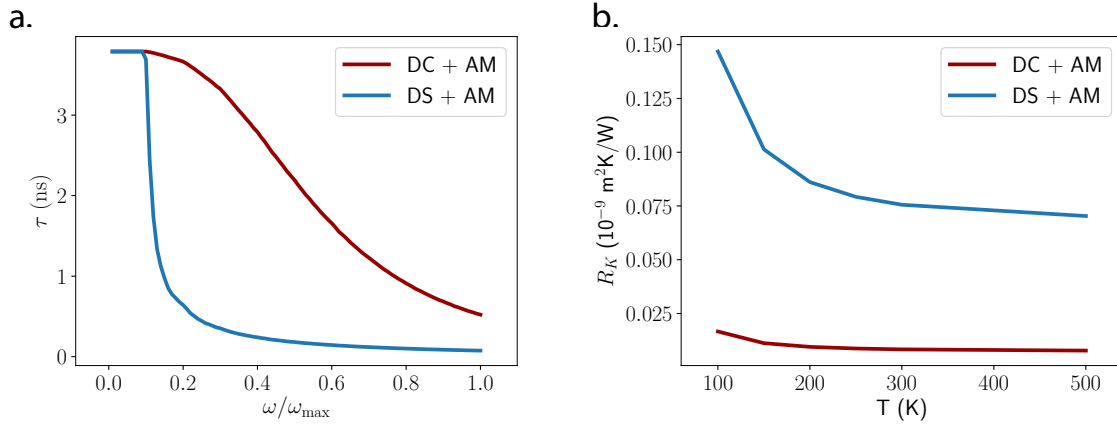 a.
DC + AM
DS + AM
τ (ns)
3
2
1
0
0.0 0.2 0.4 0.6 0.8 1.0
ω/ω_max
b.
DC + AM
DS + AM
R_K (10⁻⁹ m²K/W)
0.150
0.125
0.100
0.075
0.050
0.025
100 200 300 400 500
T (K)